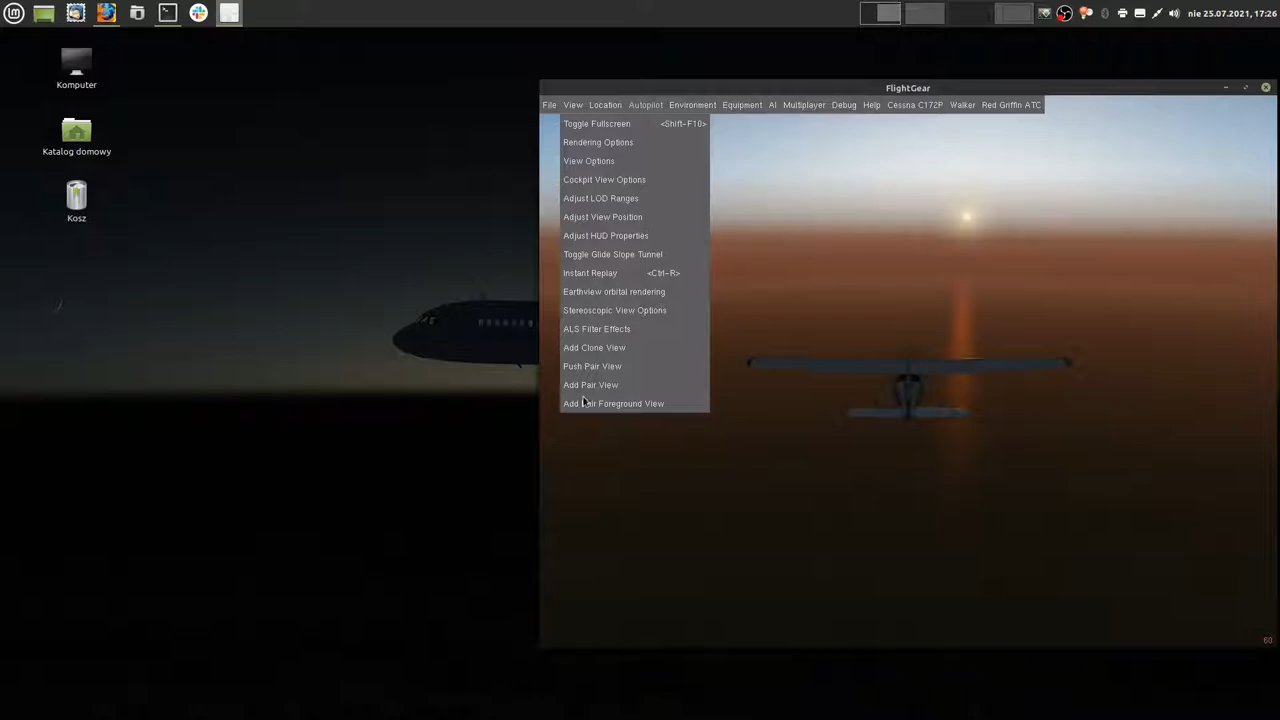 nie 25.07.2021, 17:26
Komputer
Katalog domowy
Kosz
FlightGear
File View Location Autopilot Environment Equipment AI Multiplayer Debug Help Cessna C172P Walker Red Griffin ATC
Toggle Fullscreen <Shift-F10>
Rendering Options
View Options
Cockpit View Options
Adjust LOD Ranges
Adjust View Position
Adjust HUD Properties
Toggle Glide Slope Tunnel
Instant Replay <Ctrl-R>
Earthview orbital rendering
Stereoscopic View Options
ALS Filter Effects
Add Clone View
Push Pair View
Add Pair View
Add Pair Foreground View
60